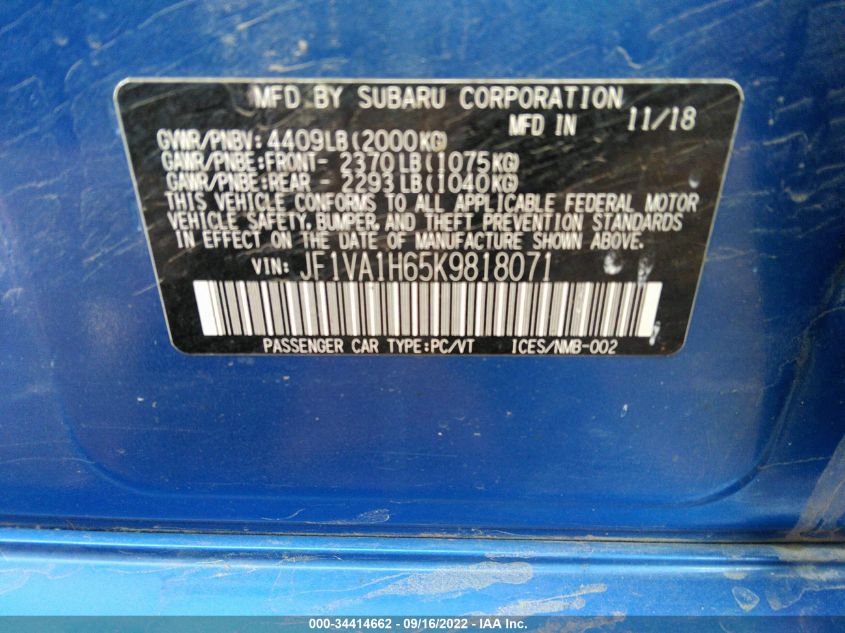 MFD.BY SUBARU CORPORATION
MFD IN 11/18
GVWR/PNBV: 4409LB(2000KG)
GAWR/PNBE:FRONT- 2370LB(1075KG)
GAWR/PNBE:REAR - 2293LB(1040KG)
THIS VEHICLE CONFORMS TO ALL APPLICABLE FEDERAL MOTOR
VEHICLE SAFETY, BUMPER, AND THEFT PREVENTION STANDARDS
IN EFFECT ON THE DATE OF MANUFACTURE SHOWN ABOVE.
VIN: JF1VA1H65K9818071
PASSENGER CAR TYPE:PC/VT ICES/NMB-002
000-34414662 - 09/16/2022 - IAA Inc.